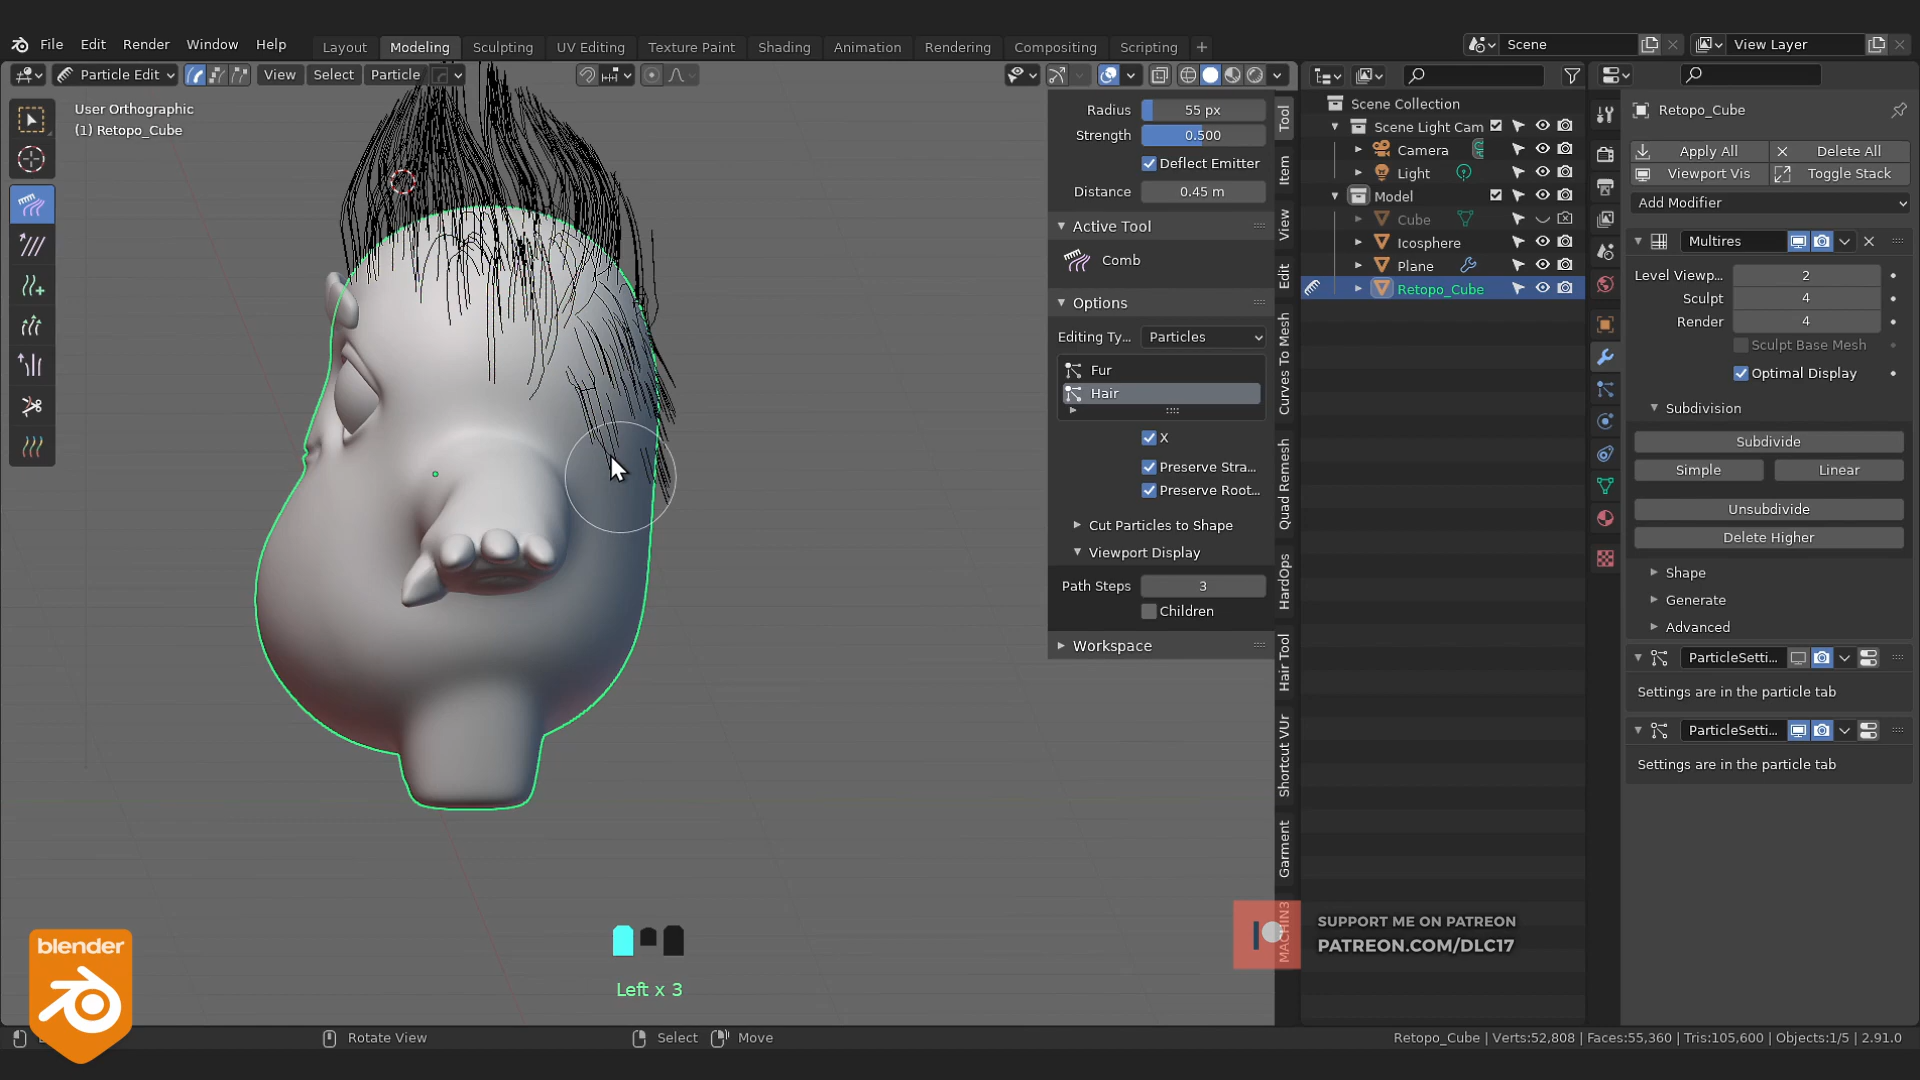 File Edit Render Window Help Layout Modeling Sculpting UV Editing Texture Paint Shading Animation Rendering Compositing Scripting + Scene View Layer
Particle Edit View Select Particle
User Orthographic
(1) Retopo_Cube
Radius 55 px
Strength 0.500
Deflect Emitter
Distance 0.45 m
Active Tool
Comb
Options
Editing Ty... Particles
Fur
Hair
X
Preserve Stra...
Preserve Root...
Cut Particles to Shape
Viewport Display
Path Steps 3
Children
Workspace
Tool
Item
View
Edit
Curves To Mesh
Quad Remesh
HardOps
Hair Tool
Shortcut VUr
Garment
MACHIN3
Scene Collection
Scene Light Cam
Camera
Light
Model
Cube
Icosphere
Plane
Retopo_Cube
Retopo_Cube
Apply All Delete All
Viewport Vis Toggle Stack
Add Modifier
Multires
Level Viewp... 2
Sculpt 4
Render 4
Sculpt Base Mesh
Optimal Display
Subdivision
Subdivide
Simple Linear
Unsubdivide
Delete Higher
Shape
Generate
Advanced
ParticleSetti...
Settings are in the particle tab
ParticleSetti...
Settings are in the particle tab
SUPPORT ME ON PATREON
PATREON.COM/DLC17
blender
Left x 3
Rotate View Select Move
Retopo_Cube | Verts:52,808 | Faces:55,360 | Tris:105,600 | Objects:1/5 | 2.91.0